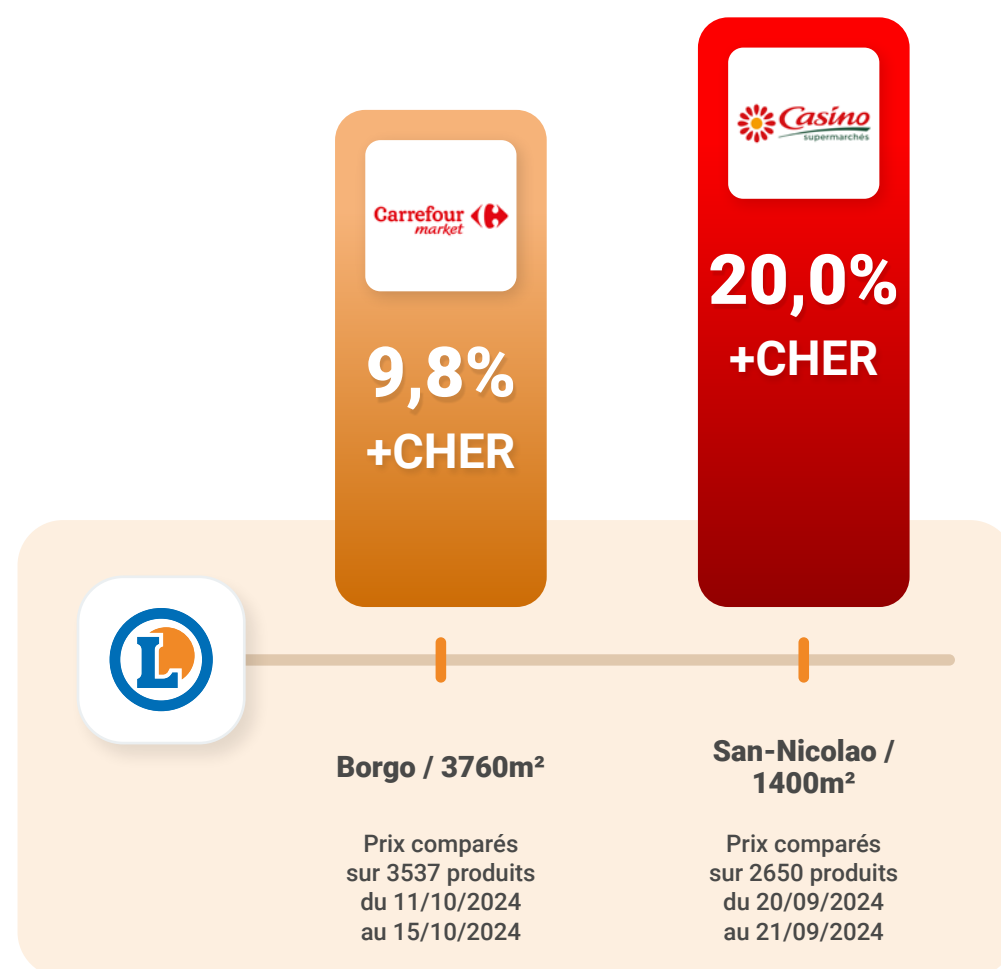 Carrefour
market
9,8%
+CHER
Casino
supermarchés
20,0%
+CHER
L
Borgo / 3760m²
Prix comparés
sur 3537 produits
du 11/10/2024
au 15/10/2024
San-Nicolao /
1400m²
Prix comparés
sur 2650 produits
du 20/09/2024
au 21/09/2024